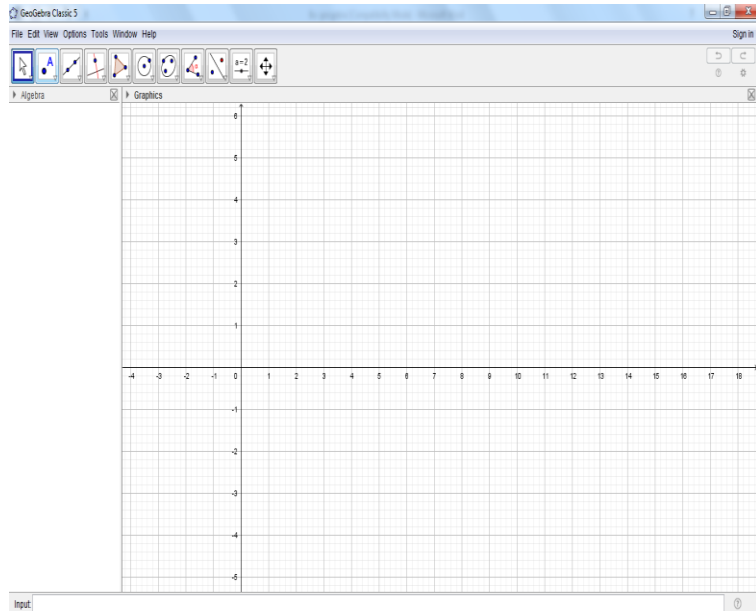 GeoGebra Classic 5
File Edit View Options Tools Window Help
Sign in
A
a=2
Algebra
Graphics
6
5
4
3
2
1
-4 -3 -2 -1 0 1 2 3 4 5 6 7 8 9 10 11 12 13 14 15 16 17 18
-1
-2
-3
-4
-5
Input: